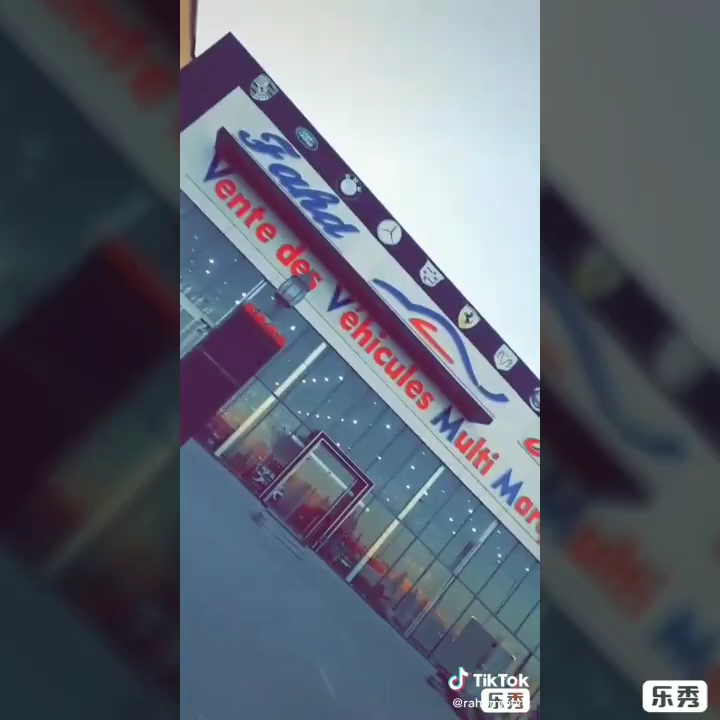 Fahd
Vente des Véhicules Multi Mar
TikTok
乐秀
乐秀